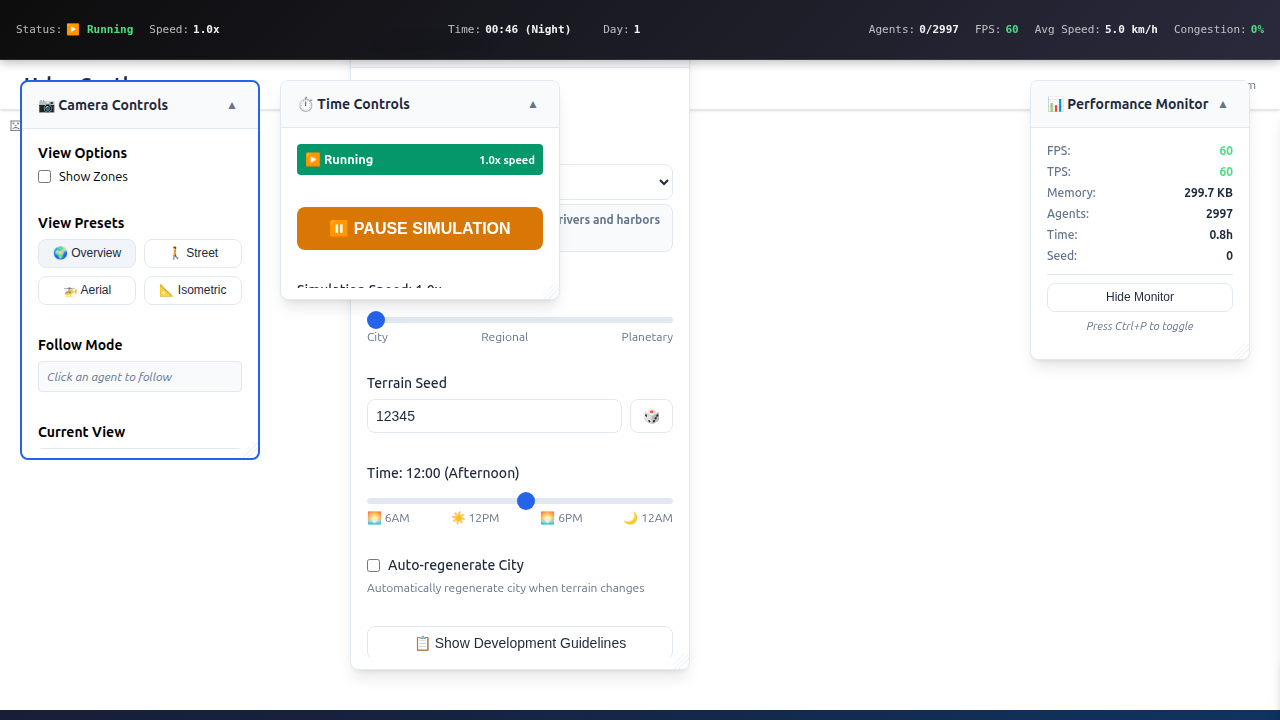 Status: ▶️ Running Speed: 1.0x Time: 00:46 (Night) Day: 1 Agents: 0/2997 FPS: 60 Avg Speed: 5.0 km/h Congestion: 0%
📷 Camera Controls ▲
View Options
Show Zones
View Presets
🌍 Overview
🚶 Street
🚁 Aerial
📐 Isometric
Follow Mode
Click an agent to follow
Current View
⏱️ Time Controls ▲
▶️ Running 1.0x speed
⏸️ PAUSE SIMULATION
Simulation Speed: 1.0x
rivers and harbors
City Regional Planetary
Terrain Seed
12345
Time: 12:00 (Afternoon)
🌅 6AM ☀️ 12PM 🌅 6PM 🌙 12AM
Auto-regenerate City
Automatically regenerate city when terrain changes
📋 Show Development Guidelines
📊 Performance Monitor ▲
FPS: 60
TPS: 60
Memory: 299.7 KB
Agents: 2997
Time: 0.8h
Seed: 0
Hide Monitor
Press Ctrl+P to toggle